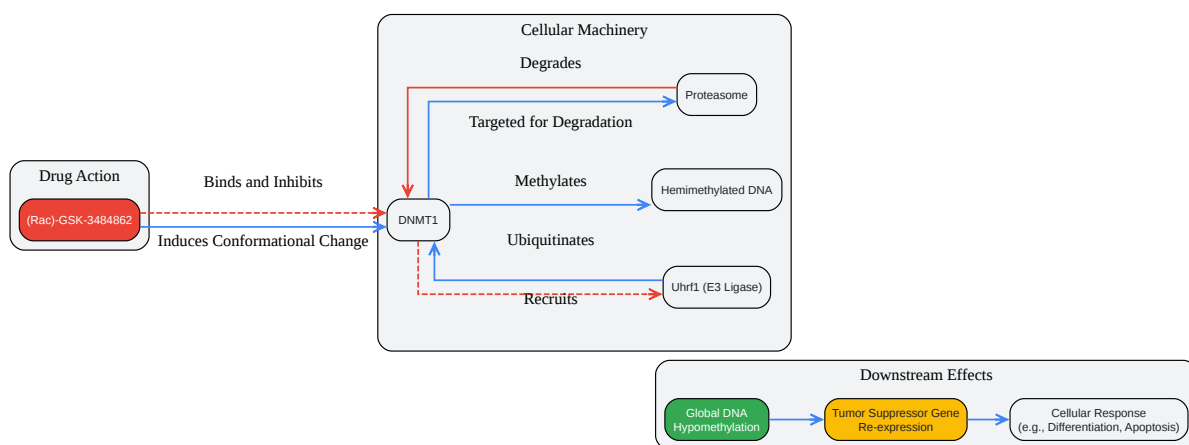 Cellular Machinery
Degrades
Proteasome
Targeted for Degradation
Drug Action
Binds and Inhibits
Methylates
Hemimethylated DNA
(Rac)-GSK-3484862
DNMT1
Induces Conformational Change
Ubiquitinates
Uhrf1 (E3 Ligase)
Recruits
Downstream Effects
Global DNA
Hypomethylation
Tumor Suppressor Gene
Re-expression
Cellular Response
(e.g., Differentiation, Apoptosis)